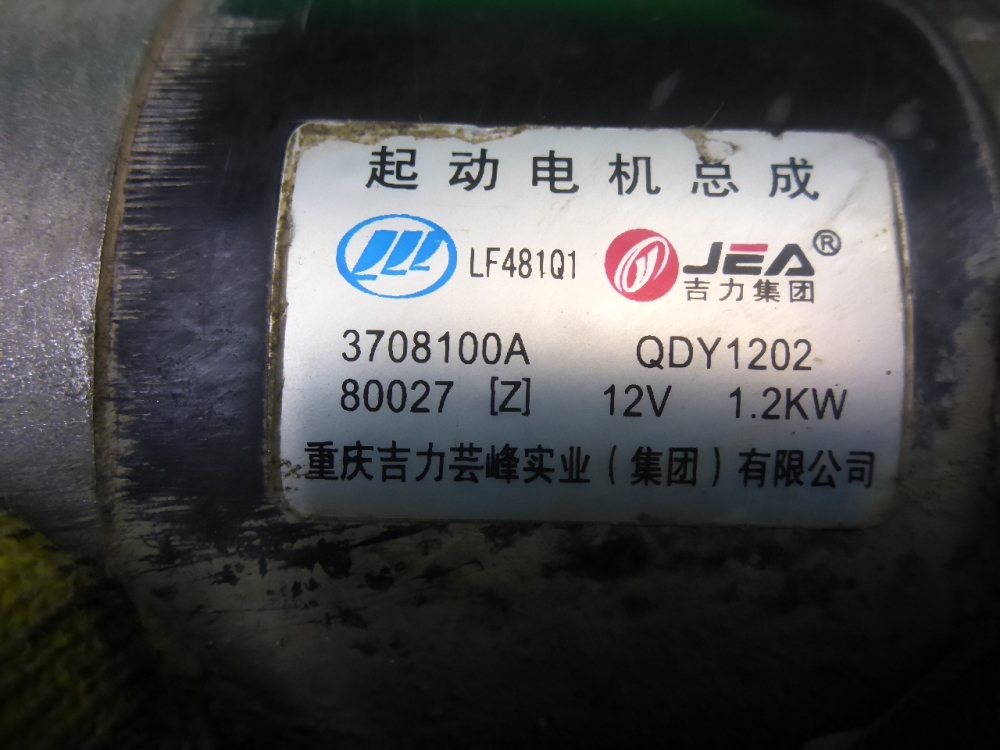 起动电机总成
LF481Q1 JEA®
吉力集团
3708100A QDY1202
80027 [Z] 12V 1.2KW
重庆吉力芸峰实业(集团)有限公司